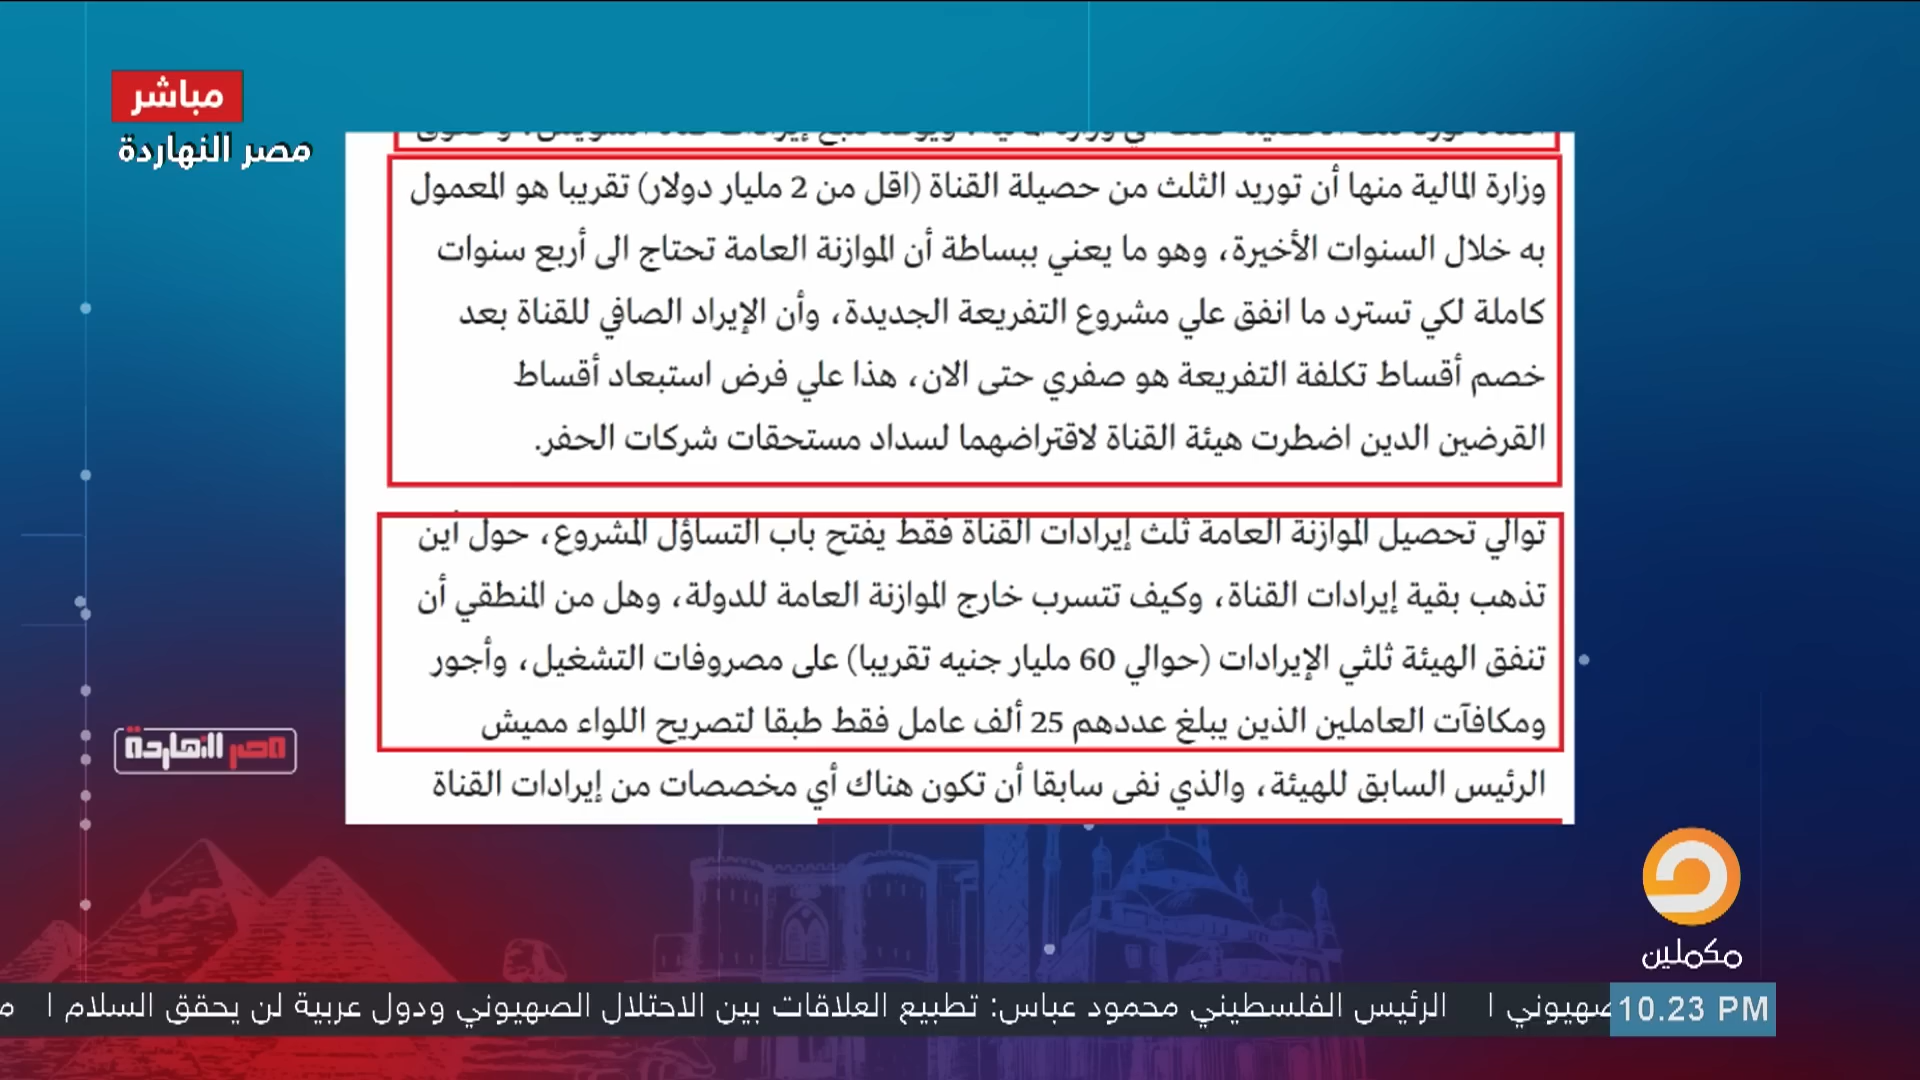 مباشر
مصر النهاردة
وزارة المالية منها أن توريد الثلث من حصيلة القناة (اقل من 2 مليار دولار) تقريبا هو المعمول
به خلال السنوات الأخيرة، وهو ما يعني ببساطة أن الموازنة العامة تحتاج الى أربع سنوات
كاملة لكي تسترد ما انفق علي مشروع التفريعة الجديدة، وأن الإيراد الصافي للقناة بعد
خصم أقساط تكلفة التفريعة هو صفري حتى الان، هذا علي فرض استبعاد أقساط
القرضين الدين اضطرت هيئة القناة لاقتراضهما لسداد مستحقات شركات الحفر.
توالي تحصيل الموازنة العامة ثلث إيرادات القناة فقط يفتح باب التساؤل المشروع، حول أين
تذهب بقية إيرادات القناة، وكيف تتسرب خارج الموازنة العامة للدولة، وهل من المنطقي أن
تنفق الهيئة ثلثي الإيرادات (حوالي 60 مليار جنيه تقريبا) على مصروفات التشغيل، وأجور
ومكافآت العاملين الذين يبلغ عددهم 25 ألف عامل فقط طبقا لتصريح اللواء مميش
الرئيس السابق للهيئة، والذي نفى سابقا أن تكون هناك أي مخصصات من إيرادات القناة
مصر النهاردة
مكملين
صهيوني | الرئيس الفلسطيني محمود عباس: تطبيع العلاقات بين الاحتلال الصهيوني ودول عربية لن يحقق السلام |
10.23 PM